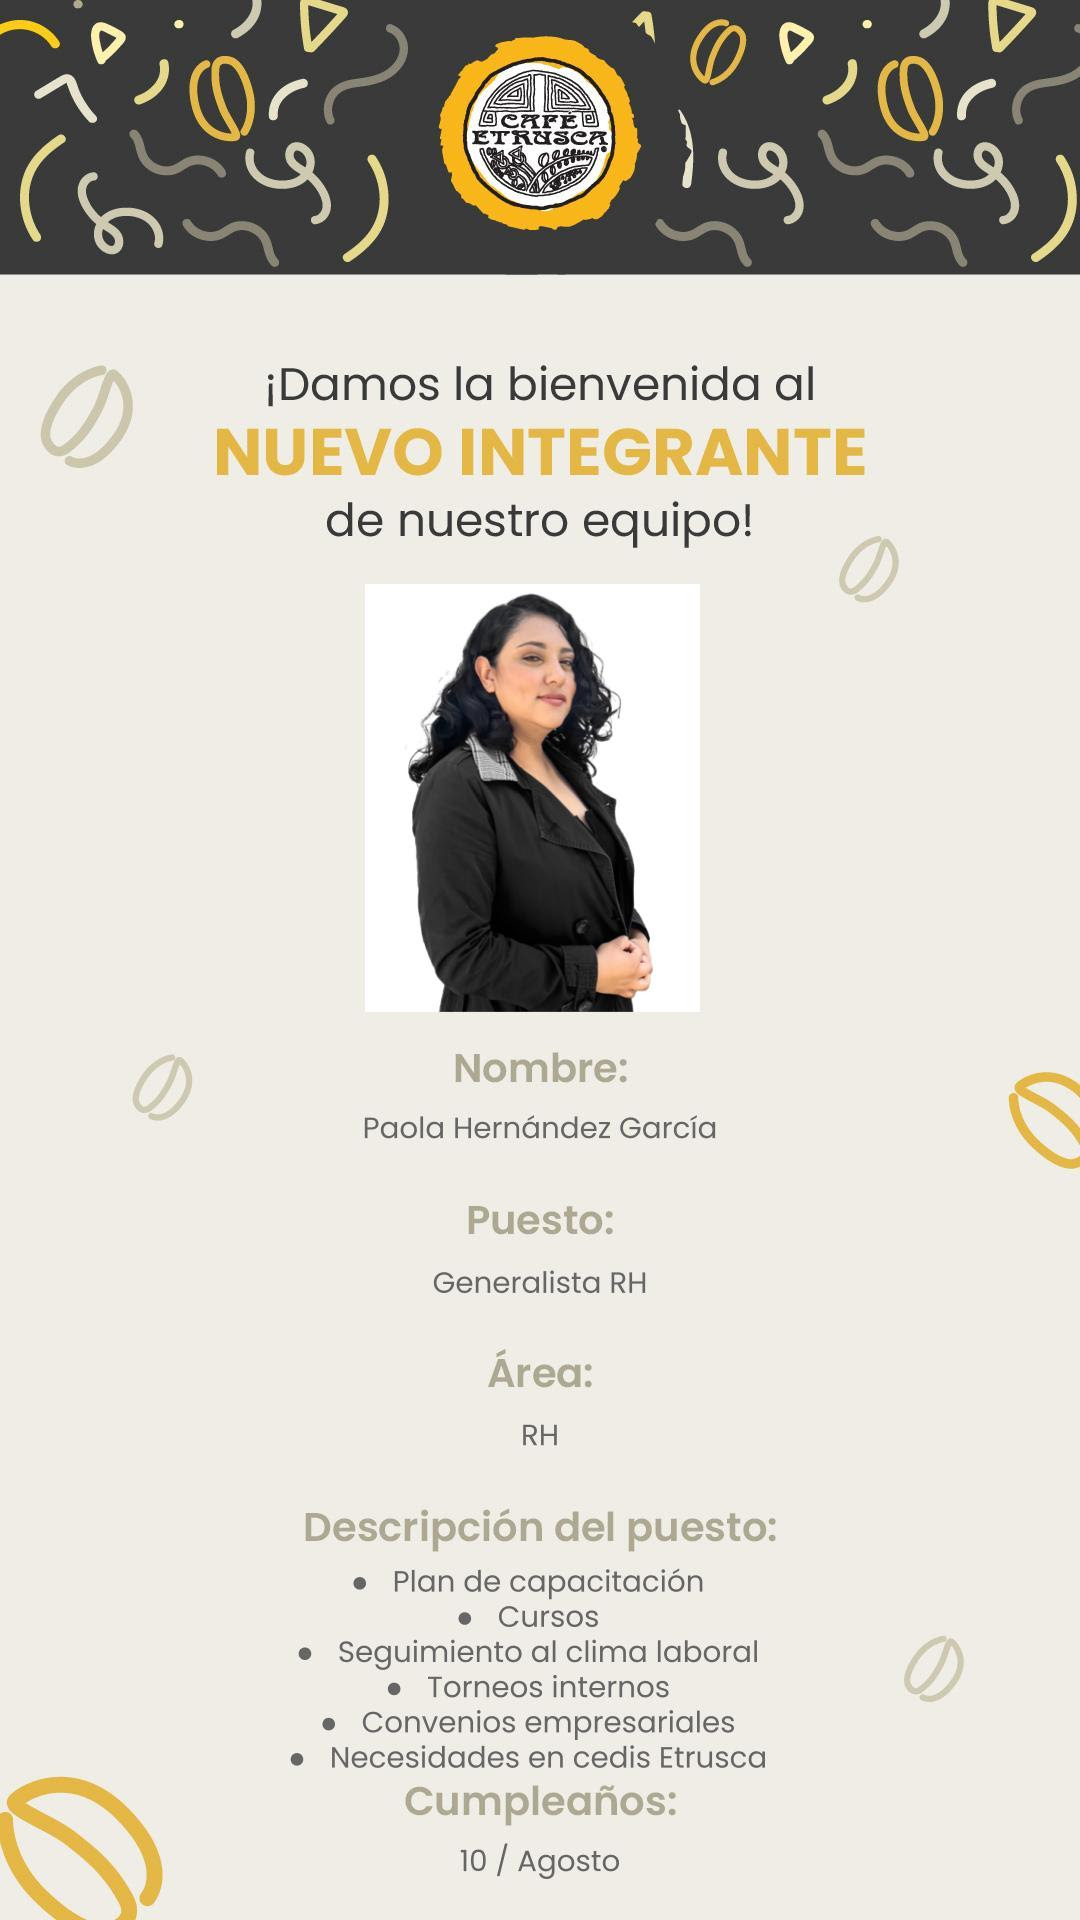 CAFÉ
ETRUSCA
¡Damos la bienvenida al
NUEVO INTEGRANTE
de nuestro equipo!
Nombre:
Paola Hernández García
Puesto:
Generalista RH
Área:
RH
Descripción del puesto:
● Plan de capacitación
● Cursos
● Seguimiento al clima laboral
● Torneos internos
● Convenios empresariales
● Necesidades en cedis Etrusca
Cumpleaños:
10 / Agosto